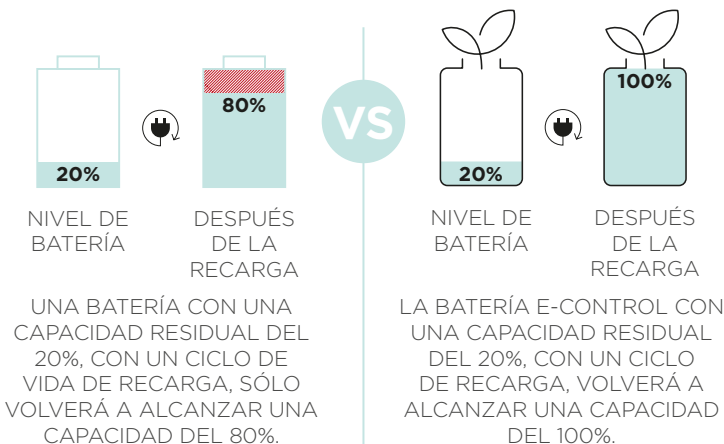 20%
80%
NIVEL DE
BATERÍA
DESPUÉS
DE LA
RECARGA
UNA BATERÍA CON UNA
CAPACIDAD RESIDUAL DEL
20%, CON UN CICLO DE
VIDA DE RECARGA, SÓLO
VOLVERÁ A ALCANZAR UNA
CAPACIDAD DEL 80%.
VS
20%
100%
NIVEL DE
BATERÍA
DESPUÉS
DE LA
RECARGA
LA BATERÍA E-CONTROL CON
UNA CAPACIDAD RESIDUAL
DEL 20%, CON UN CICLO
DE RECARGA, VOLVERÁ A
ALCANZAR UNA CAPACIDAD
DEL 100%.